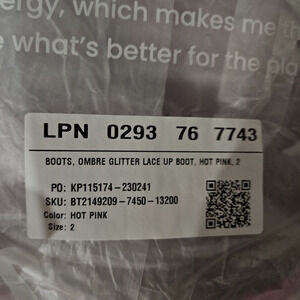 ergy, which makes me th
e what's better for the pla
LPN 0293 76 7743
BOOTS, OMBRE GLITTER LACE UP BOOT, HOT PINK, 2
PO: KP115174-230241
SKU: BT2149209-7450-13200
Color: HOT PINK
Size: 2